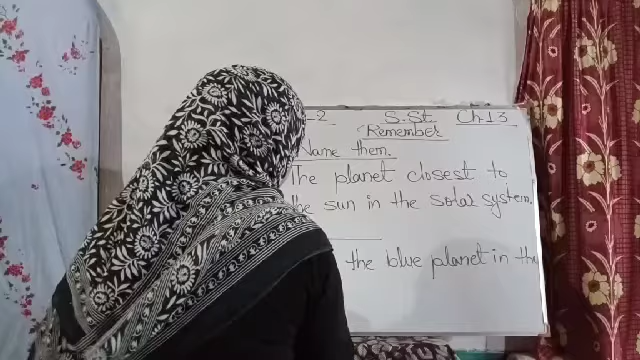 -2 S.St Ch-13
Remember
Name them.
The planet closest to
the sun in the solar system.
the blue planet in the